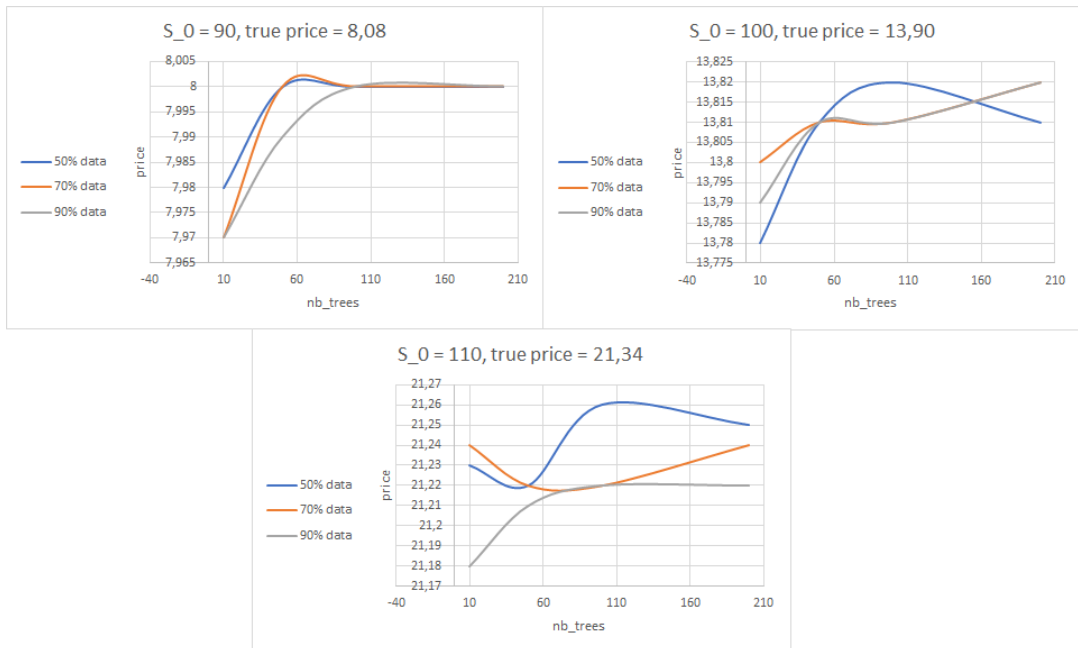 S_0 = 90, true price = 8,08
8,005
8
7,995
7,99
7,985
7,98
7,975
7,97
7,965
price
50% data
70% data
90% data
-40 10 60 110 160 210
nb_trees
S_0 = 100, true price = 13,90
13,825
13,82
13,815
13,81
13,805
13,8
13,795
13,79
13,785
13,78
13,775
price
50% data
70% data
90% data
-40 10 60 110 160 210
nb_trees
S_0 = 110, true price = 21,34
21,27
21,26
21,25
21,24
21,23
21,22
21,21
21,2
21,19
21,18
21,17
price
50% data
70% data
90% data
-40 10 60 110 160 210
nb_trees